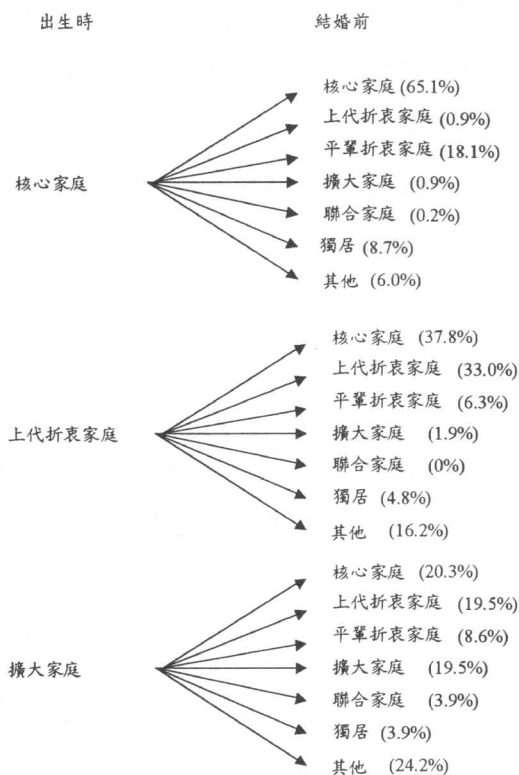 出生時 結婚前
核心家庭 (65.1%)
上代折衷家庭 (0.9%)
平輩折衷家庭 (18.1%)
核心家庭 擴大家庭 (0.9%)
聯合家庭 (0.2%)
獨居 (8.7%)
其他 (6.0%)
核心家庭 (37.8%)
上代折衷家庭 (33.0%)
平輩折衷家庭 (6.3%)
上代折衷家庭 擴大家庭 (1.9%)
聯合家庭 (0%)
獨居 (4.8%)
其他 (16.2%)
核心家庭 (20.3%)
上代折衷家庭 (19.5%)
平輩折衷家庭 (8.6%)
擴大家庭 擴大家庭 (19.5%)
聯合家庭 (3.9%)
獨居 (3.9%)
其他 (24.2%)